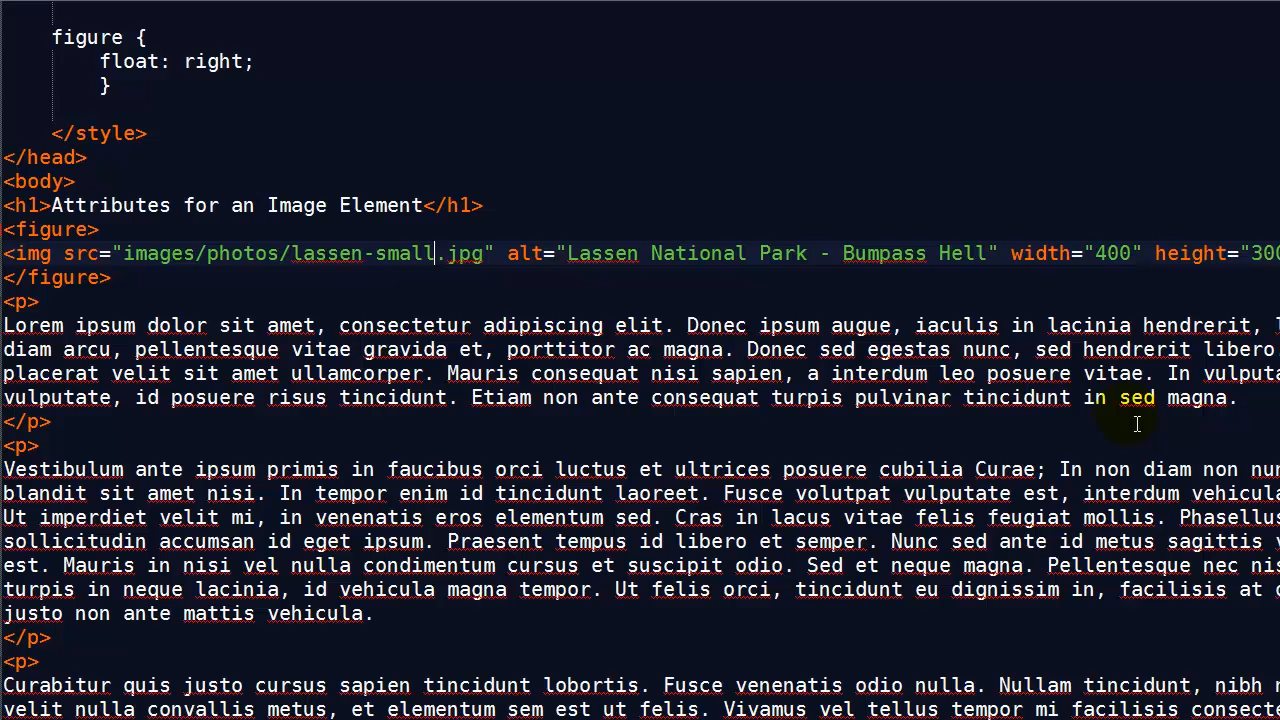 figure {
float: right;
}
</style>
</head>
<body>
<h1>Attributes for an Image Element</h1>
<figure>
<img src="images/photos/lassen-small.jpg" alt="Lassen National Park - Bumpass Hell" width="400" height="300
</figure>
<p>
Lorem ipsum dolor sit amet, consectetur adipiscing elit. Donec ipsum augue, iaculis in lacinia hendrerit,
diam arcu, pellentesque vitae gravida et, porttitor ac magna. Donec sed egestas nunc, sed hendrerit libero
placerat velit sit amet ullamcorper. Mauris consequat nisi sapien, a interdum leo posuere vitae. In vulputa
vulputate, id posuere risus tincidunt. Etiam non ante consequat turpis pulvinar tincidunt in sed magna.
</p>
<p>
Vestibulum ante ipsum primis in faucibus orci luctus et ultrices posuere cubilia Curae; In non diam non nun
blandit sit amet nisi. In tempor enim id tincidunt laoreet. Fusce volutpat vulputate est, interdum vehicula
Ut imperdiet velit mi, in venenatis eros elementum sed. Cras in lacus vitae felis feugiat mollis. Phasellus
sollicitudin accumsan id eget ipsum. Praesent tempus id libero et semper. Nunc sed ante id metus sagittis v
est. Mauris in nisi vel nulla condimentum cursus et suscipit odio. Sed et neque magna. Pellentesque nec nis
turpis in neque lacinia, id vehicula magna tempor. Ut felis orci, tincidunt eu dignissim in, facilisis at
justo non ante mattis vehicula.
</p>
<p>
Curabitur quis justo cursus sapien tincidunt lobortis. Fusce venenatis odio nulla. Nullam tincidunt, nibh
velit nulla convallis metus, et elementum sem est ut felis. Vivamus vel tellus tempor mi facilisis consecte